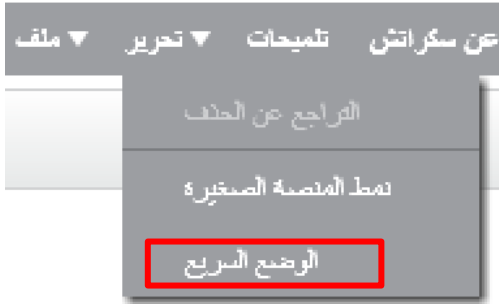 ملف ▼ تحرير ▼ تلميحات عن سكراتش
التراجع عن الحذف
نمط المنصة الصغيرة
الوضع السريع